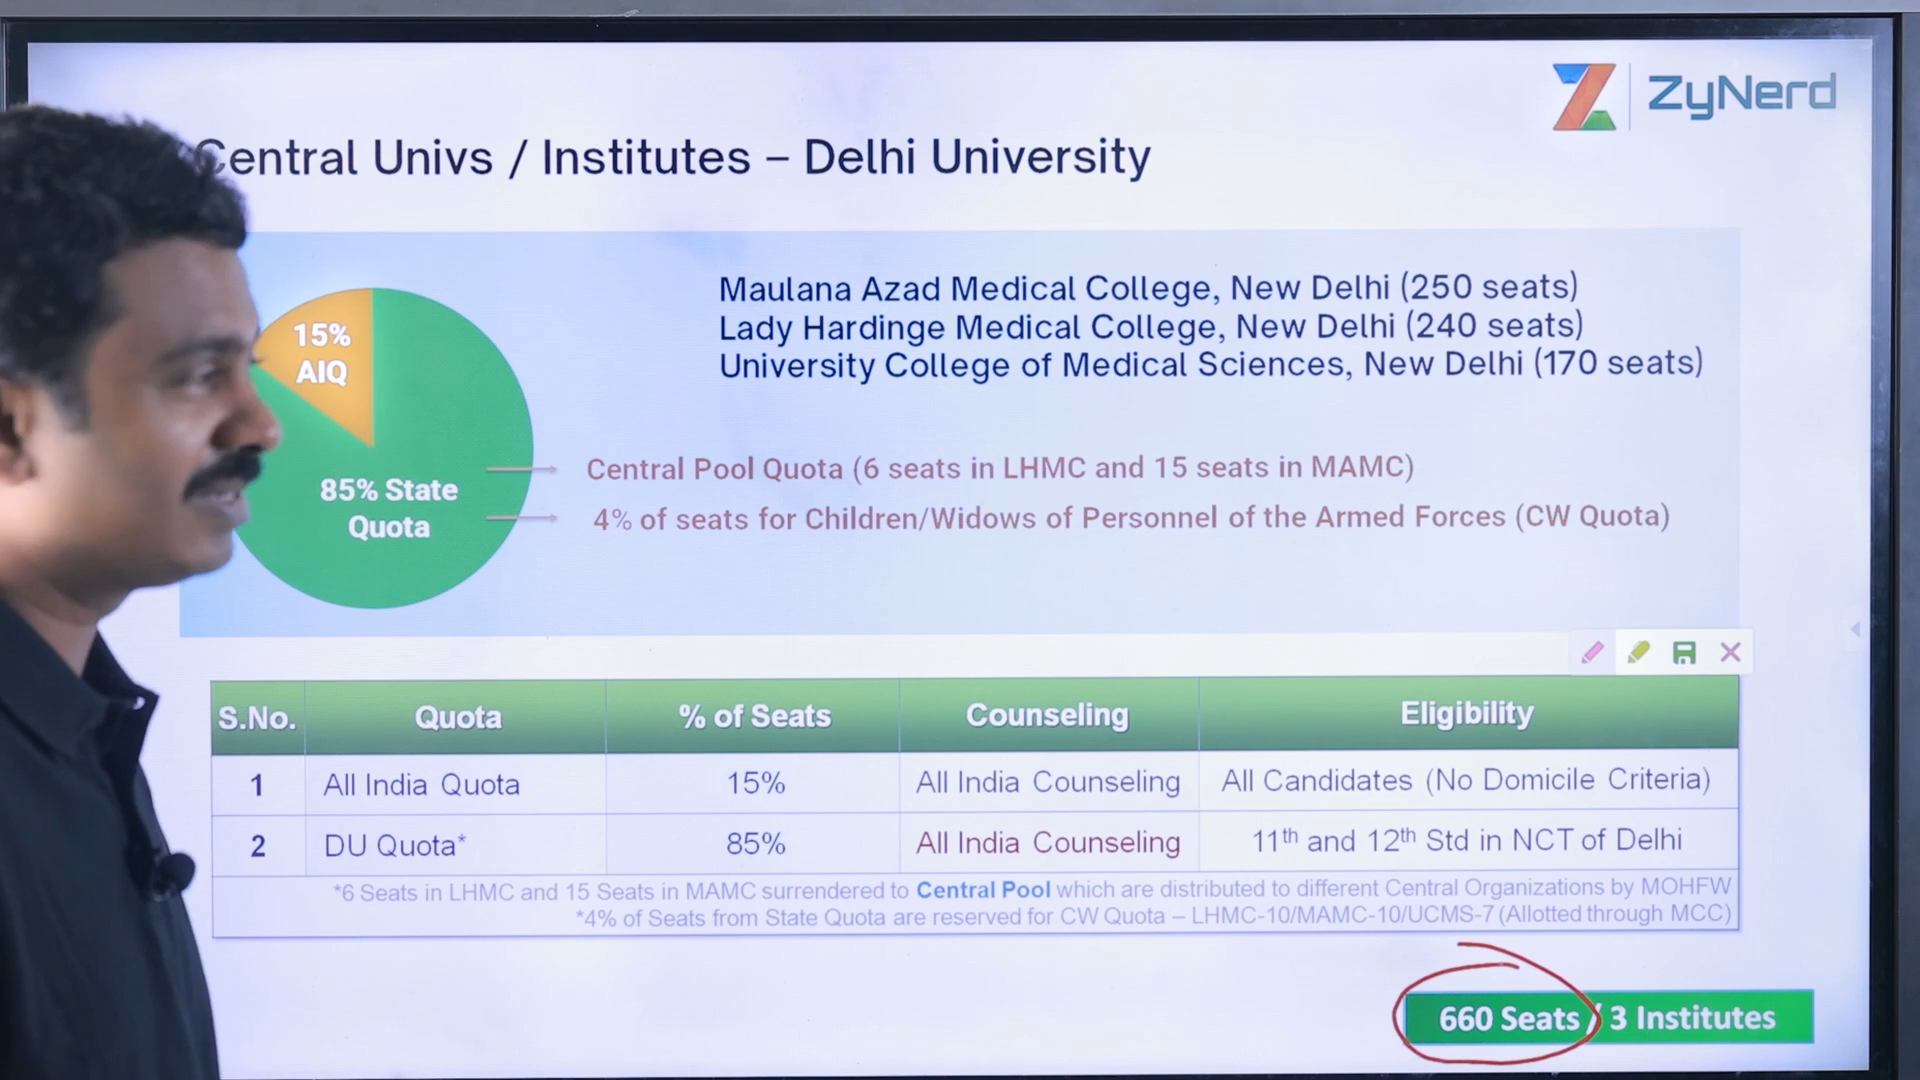 ZyNerd
Central Univs / Institutes – Delhi University
Maulana Azad Medical College, New Delhi (250 seats)
Lady Hardinge Medical College, New Delhi (240 seats)
University College of Medical Sciences, New Delhi (170 seats)
15%
AIQ
85% State
Quota
Central Pool Quota (6 seats in LHMC and 15 seats in MAMC)
4% of seats for Children/Widows of Personnel of the Armed Forces (CW Quota)
S.No. Quota % of Seats Counseling Eligibility
1 All India Quota 15% All India Counseling All Candidates (No Domicile Criteria)
2 DU Quota* 85% All India Counseling 11th and 12th Std in NCT of Delhi
*6 Seats in LHMC and 15 Seats in MAMC surrendered to Central Pool which are distributed to different Central Organizations by MOHFW
*4% of Seats from State Quota are reserved for CW Quota – LHMC-10/MAMC-10/UCMS-7 (Allotted through MCC)
660 Seats / 3 Institutes